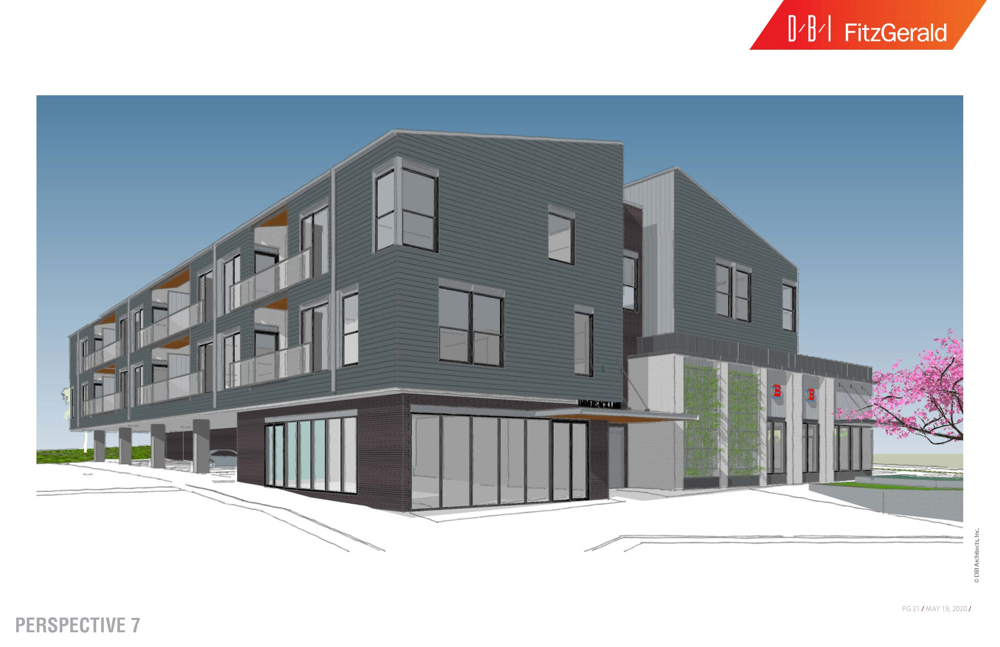 D/B/I FitzGerald
B
B
© DBI Architects, Inc.
PG 21 / MAY 19, 2020 /
PERSPECTIVE 7